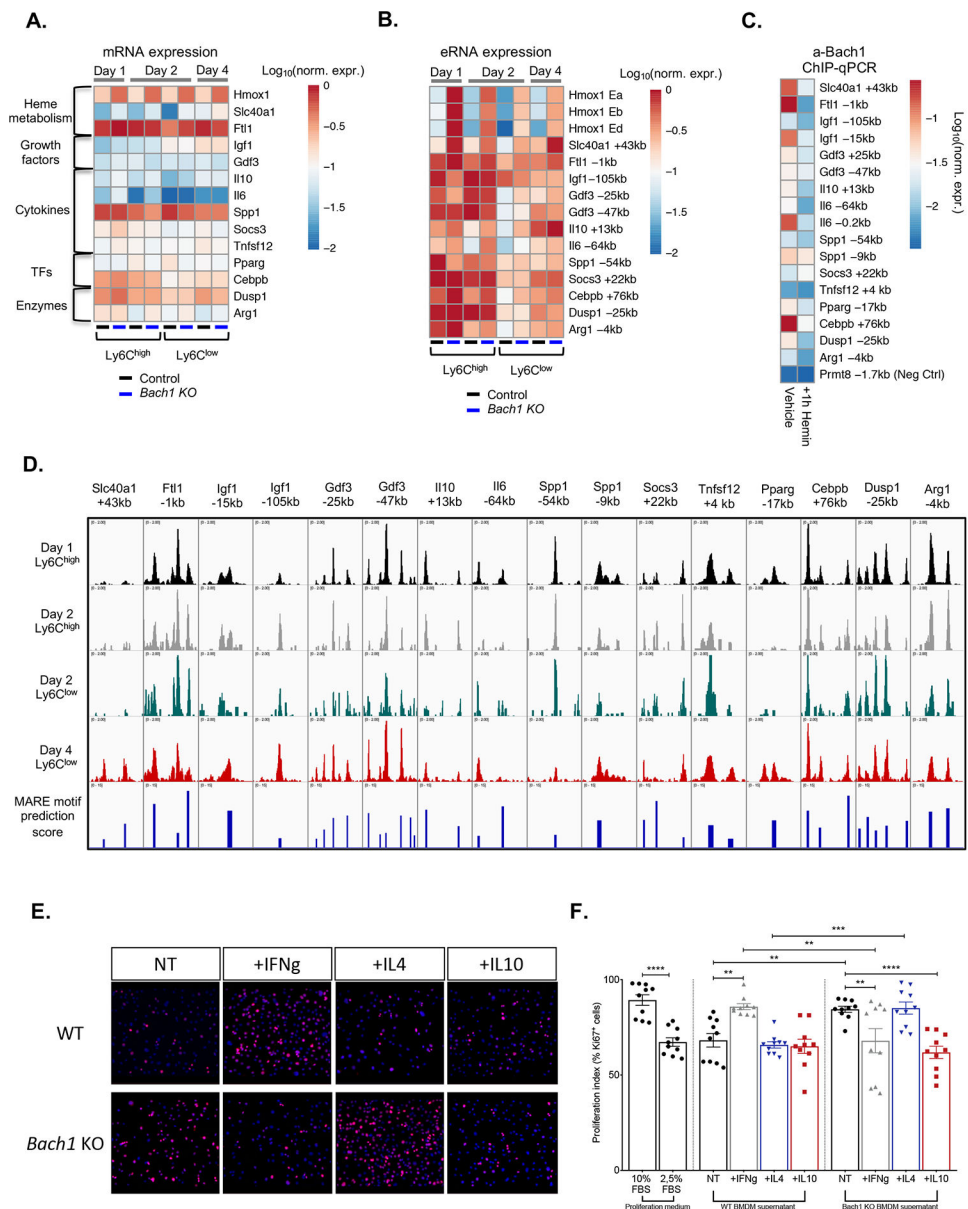 A.
mRNA expression
Day 1 Day 2 Day 4
Log10(norm. expr.)
0
−0.5
−1
−1.5
−2
Heme metabolism
Growth factors
Cytokines
TFs
Enzymes
Hmox1
Slc40a1
Ftl1
Igf1
Gdf3
Il10
Il6
Spp1
Socs3
Tnfsf12
Pparg
Cebpb
Dusp1
Arg1
Ly6Chigh Ly6Clow
Control
Bach1 KO
B.
eRNA expression
Day 1 Day 2 Day 4
Log10(norm. expr.)
0
−0.5
−1
−1.5
−2
Hmox1 Ea
Hmox1 Eb
Hmox1 Ed
Slc40a1 +43kb
Ftl1 −1kb
Igf1−105kb
Gdf3 −25kb
Gdf3 −47kb
Il10 +13kb
Il6 −64kb
Spp1 −54kb
Socs3 +22kb
Cebpb +76kb
Dusp1 −25kb
Arg1 −4kb
Ly6Chigh Ly6Clow
Control
Bach1 KO
C.
a-Bach1
ChIP-qPCR
Slc40a1 +43kb
Ftl1 −1kb
Igf1 −105kb
Igf1 −15kb
Gdf3 +25kb
Gdf3 −47kb
Il10 +13kb
Il6 −64kb
Il6 −0.2kb
Spp1 −54kb
Spp1 −9kb
Socs3 +22kb
Tnfsf12 +4 kb
Pparg −17kb
Cebpb +76kb
Dusp1 −25kb
Arg1 −4kb
Prmt8 −1.7kb (Neg Ctrl)
Vehicle
+1h Hemin
Log10(norm. expr.)
−1
−1.5
−2
D.
Slc40a1 Ftl1 Igf1 Igf1 Gdf3 Gdf3 Il10 Il6 Spp1 Spp1 Socs3 Tnfsf12 Pparg Cebpb Dusp1 Arg1
+43kb -1kb -15kb -105kb -25kb -47kb +13kb -64kb -54kb -9kb +22kb +4 kb -17kb +76kb -25kb -4kb
Day 1
Ly6Chigh
Day 2
Ly6Chigh
Day 2
Ly6Clow
Day 4
Ly6Clow
MARE motif
prediction
score
E.
NT +IFNg +IL4 +IL10
WT
Bach1 KO
F.
Proliferation index (% Ki67+ cells)
100
50
0
****
**
**
**
***
**
****
10% FBS
2,5% FBS
NT +IFNg +IL4 +IL10
NT +IFNg +IL4 +IL10
Proliferation medium
WT BMDM supernatant
Bach1 KO BMDM supernatant